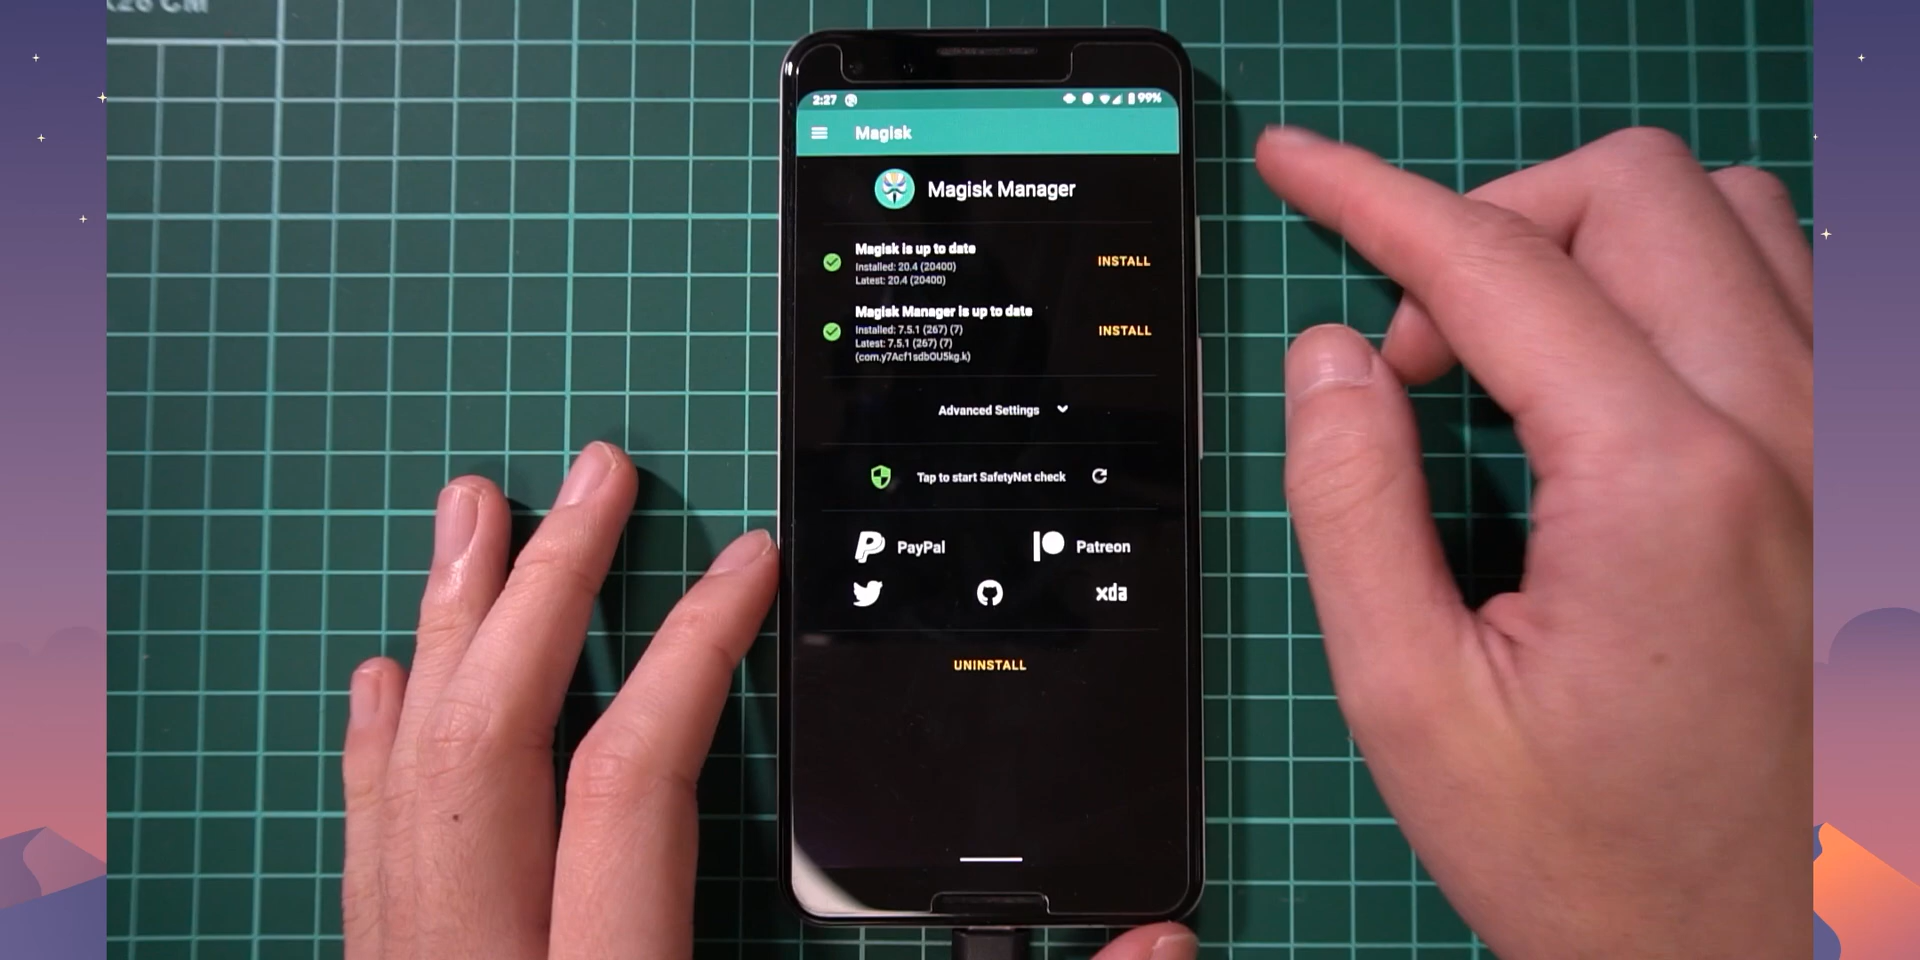 2:27
99%
Magisk
Magisk Manager
Magisk is up to date
Installed: 20.4 (20400)
Latest: 20.4 (20400)
INSTALL
Magisk Manager is up to date
Installed: 7.5.1 (267) (7)
Latest: 7.5.1 (267) (7)
(com.y7Acf1sdbOU5kg.k)
INSTALL
Advanced Settings
Tap to start SafetyNet check
PayPal
Patreon
xda
UNINSTALL